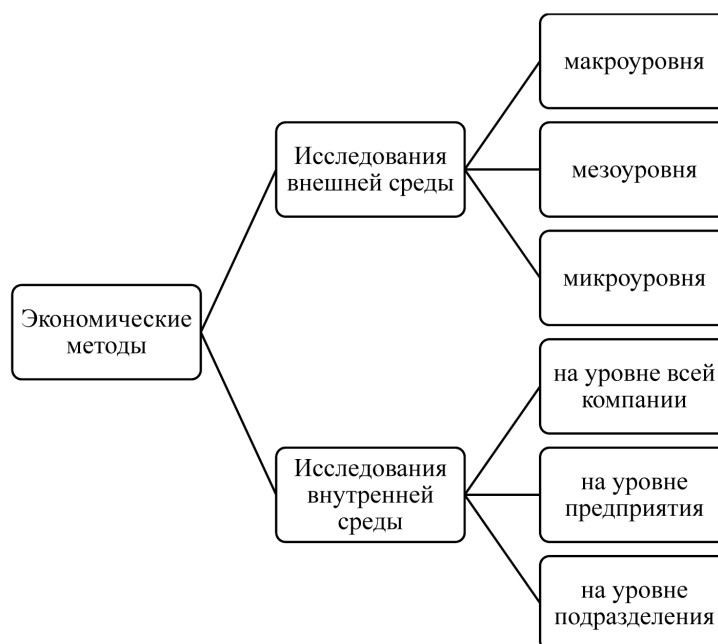 Экономические
методы
Исследования
внешней среды
макроуровня
мезоуровня
микроуровня
Исследования
внутренней
среды
на уровне всей
компании
на уровне
предприятия
на уровне
подразделения